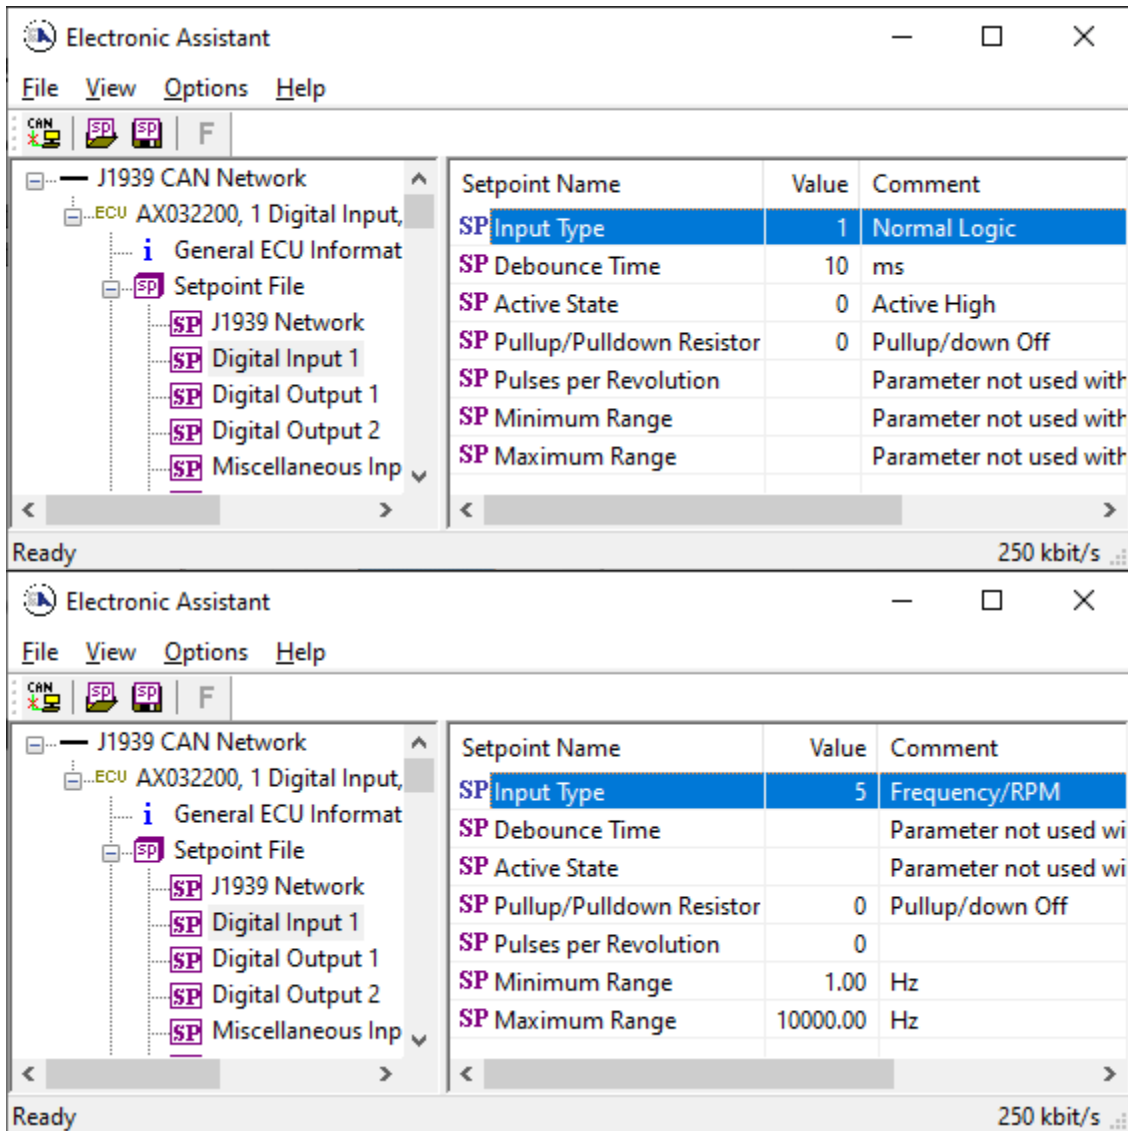 Electronic Assistant
File View Options Help
CAN SP SP F
J1939 CAN Network
ECU AX032200, 1 Digital Input,
i General ECU Informat
SP Setpoint File
SP J1939 Network
SP Digital Input 1
SP Digital Output 1
SP Digital Output 2
SP Miscellaneous Inp
Setpoint Name Value Comment
SP Input Type 1 Normal Logic
SP Debounce Time 10 ms
SP Active State 0 Active High
SP Pullup/Pulldown Resistor 0 Pullup/down Off
SP Pulses per Revolution Parameter not used with
SP Minimum Range Parameter not used with
SP Maximum Range Parameter not used with
Ready 250 kbit/s
Electronic Assistant
File View Options Help
CAN SP SP F
J1939 CAN Network
ECU AX032200, 1 Digital Input,
i General ECU Informat
SP Setpoint File
SP J1939 Network
SP Digital Input 1
SP Digital Output 1
SP Digital Output 2
SP Miscellaneous Inp
Setpoint Name Value Comment
SP Input Type 5 Frequency/RPM
SP Debounce Time Parameter not used wi
SP Active State Parameter not used wi
SP Pullup/Pulldown Resistor 0 Pullup/down Off
SP Pulses per Revolution 0
SP Minimum Range 1.00 Hz
SP Maximum Range 10000.00 Hz
Ready 250 kbit/s